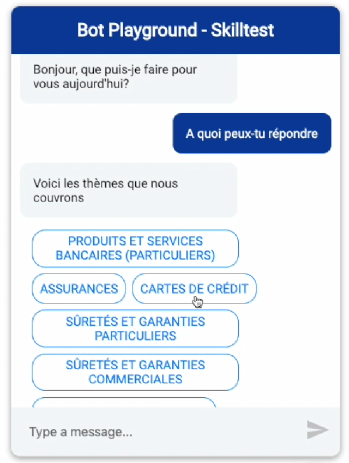 Bot Playground - Skilltest
Bonjour, que puis-je faire pour
vous aujourd'hui?
A quoi peux-tu répondre
Voici les thèmes que nous
couvrons
PRODUITS ET SERVICES
BANCAIRES (PARTICULIERS)
ASSURANCES
CARTES DE CRÉDIT
SÛRETÉS ET GARANTIES
PARTICULIERS
SÛRETÉS ET GARANTIES
COMMERCIALES
Type a message...